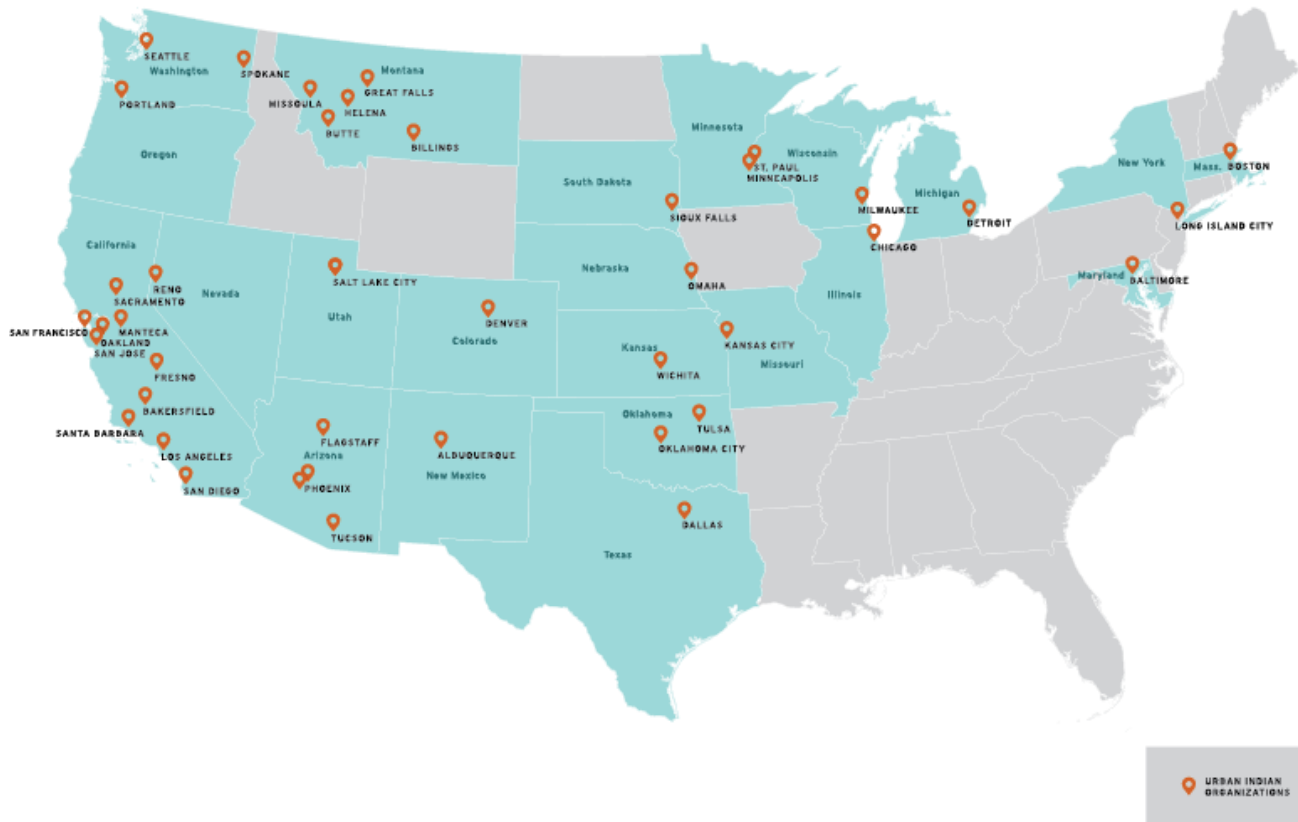 SEATTLE
Washington
SPOKANE
PORTLAND
Oregon
Montana
GREAT FALLS
MISSOULA
HELENA
BUTTE
BILLINGS
Minnesota
ST. PAUL
MINNEAPOLIS
Wisconsin
MILWAUKEE
Michigan
DETROIT
New York
Mass.
BOSTON
LONG ISLAND CITY
South Dakota
SIOUX FALLS
CHICAGO
California
RENO
SACRAMENTO
Nevada
SALT LAKE CITY
Utah
DENVER
Colorado
Nebraska
OMAHA
Illinois
Maryland
BALTIMORE
SAN FRANCISCO
MANTECA
OAKLAND
SAN JOSE
FRESNO
BAKERSFIELD
SANTA BARBARA
LOS ANGELES
SAN DIEGO
Kansas
WICHITA
KANSAS CITY
Missouri
FLAGSTAFF
Arizona
PHOENIX
TUCSON
ALBUQUERQUE
New Mexico
Oklahoma
TULSA
OKLAHOMA CITY
DALLAS
Texas
URBAN INDIAN
ORGANIZATIONS